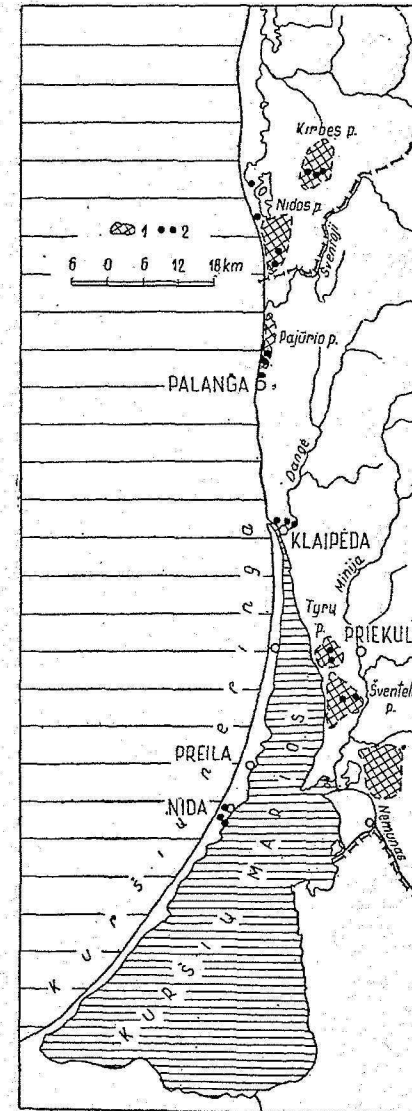 Kirbes p.
Nidos p.
Šventoji
1 2
6 0 6 12 18 km
Pajūrio p.
PALANGA
Dangė
KLAIPĖDA
Minija
Tyrų
p.
PRIEKUL
Šventel
p.
PREILA
NIDA
Nemunas
Kuršių neringa
KURŠIŲ MARIOS